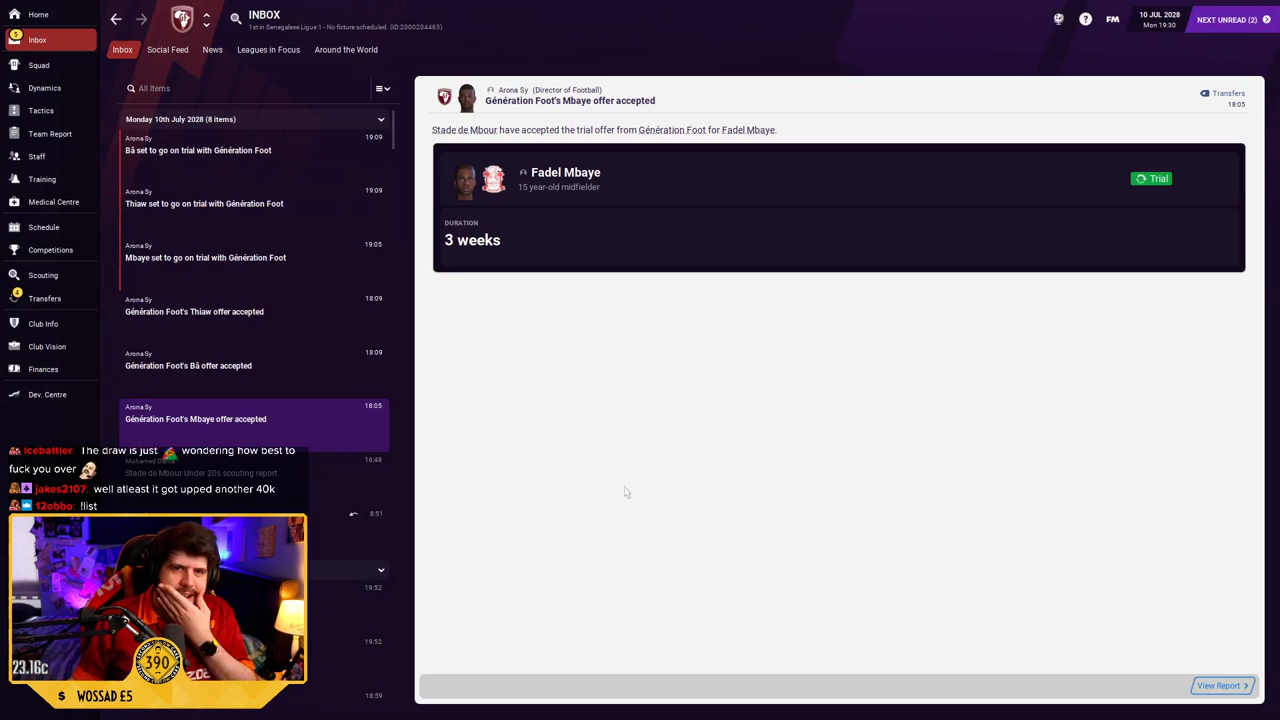 Home
INBOX
1st in Senegalese Ligue 1 - No fixture scheduled. (ID:2000204463)
FM
10 JUL 2028
Mon 19:30
NEXT UNREAD (2)
5
Inbox
Squad
Dynamics
Tactics
Team Report
Staff
Training
Medical Centre
Schedule
Competitions
Scouting
4
Transfers
Club Info
Club Vision
Finances
Dev. Centre
Inbox
Social Feed
News
Leagues in Focus
Around the World
All Items
Monday 10th July 2028 (8 items)
Arona Sy
19:09
Bâ set to go on trial with Génération Foot
Arona Sy
19:09
Thiaw set to go on trial with Génération Foot
Arona Sy
19:05
Mbaye set to go on trial with Génération Foot
Arona Sy
18:09
Génération Foot's Thiaw offer accepted
Arona Sy
18:09
Génération Foot's Bâ offer accepted
Arona Sy
18:05
Génération Foot's Mbaye offer accepted
16:48
Stade de Mbour Under 20s scouting report
8:51
19:52
19:52
18:59
Arona Sy (Director of Football)
Génération Foot's Mbaye offer accepted
Transfers
18:05
Stade de Mbour have accepted the trial offer from Génération Foot for Fadel Mbaye.
Fadel Mbaye
15 year-old midfielder
Trial
DURATION
3 weeks
View Report
Icebattler: The draw is just wondering how best to
fuck you over
jakes2107: well atleast it got upped another 40k
12obbo: !list
23.16c
390
$ WOSSAD £5